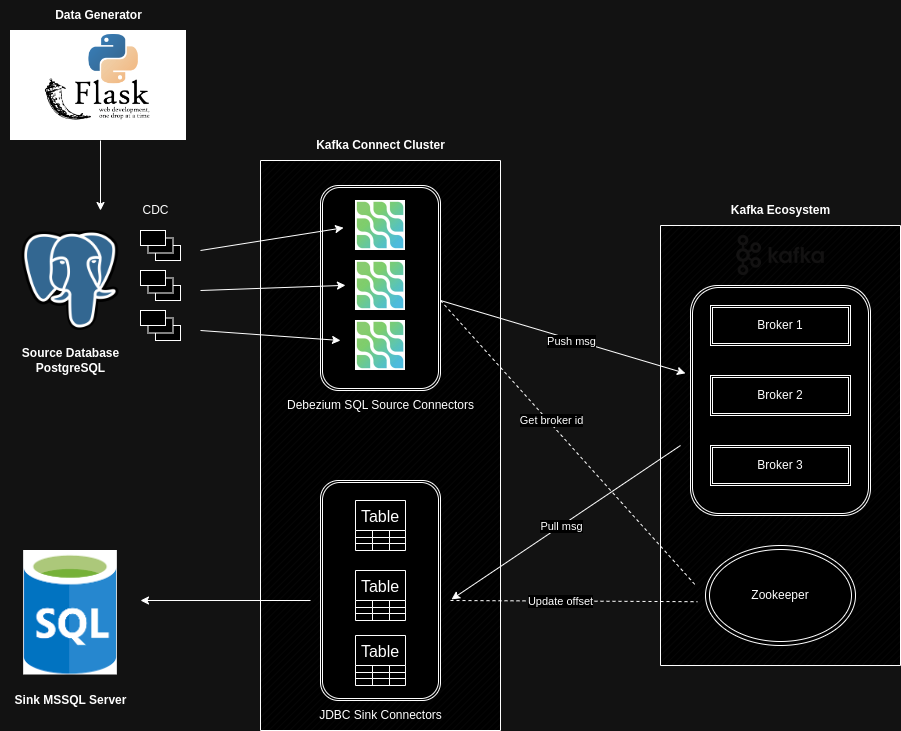 Data Generator
Flask
web development,
one drop at a time
Kafka Connect Cluster
CDC
Kafka Ecosystem
kafka
Broker 1
Push msg
Source Database
PostgreSQL
Broker 2
Debezium SQL Source Connectors
Get broker id
Broker 3
Table
Pull msg
Table
Zookeeper
Update offset
SQL
Table
Sink MSSQL Server
JDBC Sink Connectors